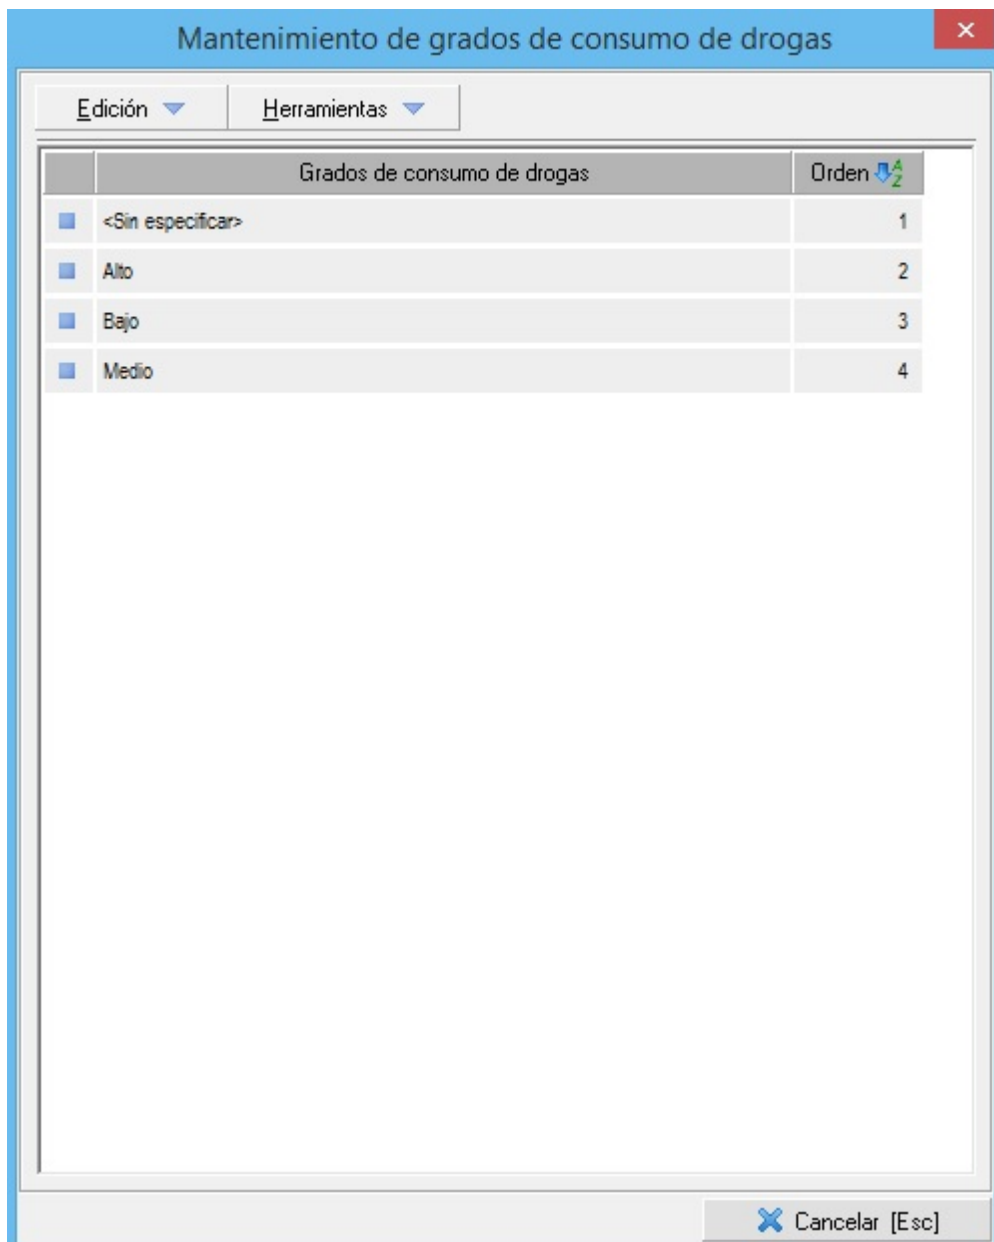 Mantenimiento de grados de consumo de drogas
Edición Herramientas
Grados de consumo de drogas Orden
<Sin especificar> 1
Alto 2
Bajo 3
Medio 4
Cancelar [Esc]